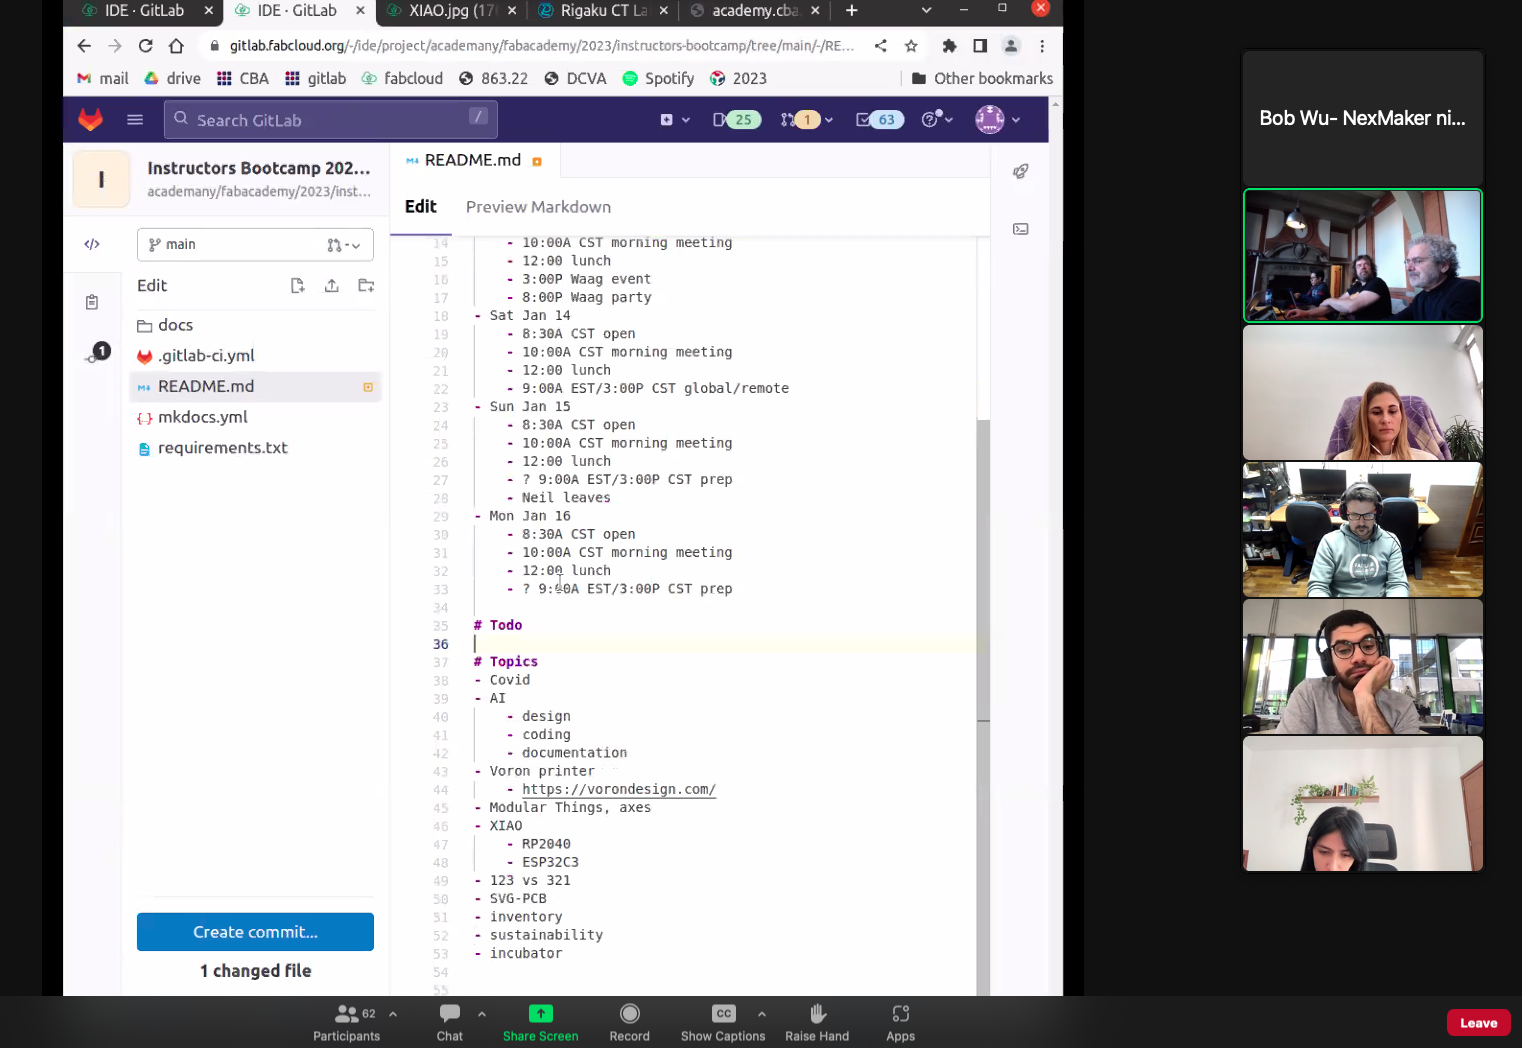 IDE · GitLab
IDE · GitLab
XIAO.jpg (17
Rigaku CT La
academy.cba.
gitlab.fabcloud.org/-/ide/project/academany/fabacademy/2023/instructors-bootcamp/tree/main/-/RE...
mail
drive
CBA
gitlab
fabcloud
863.22
DCVA
Spotify
2023
Other bookmarks
Search GitLab
/
25
1
63
I
Instructors Bootcamp 202...
academany/fabacademy/2023/inst...
README.md
Edit
Preview Markdown
main
Edit
docs
.gitlab-ci.yml
README.md
mkdocs.yml
requirements.txt
1
14 - 10:00A CST morning meeting
15 - 12:00 lunch
16 - 3:00P Waag event
17 - 8:00P Waag party
18 - Sat Jan 14
19 - 8:30A CST open
20 - 10:00A CST morning meeting
21 - 12:00 lunch
22 - 9:00A EST/3:00P CST global/remote
23 - Sun Jan 15
24 - 8:30A CST open
25 - 10:00A CST morning meeting
26 - 12:00 lunch
27 - ? 9:00A EST/3:00P CST prep
28 - Neil leaves
29 - Mon Jan 16
30 - 8:30A CST open
31 - 10:00A CST morning meeting
32 - 12:00 lunch
33 - ? 9:00A EST/3:00P CST prep
34
35 # Todo
36
37 # Topics
38 - Covid
39 - AI
40 - design
41 - coding
42 - documentation
43 - Voron printer
44 - https://vorondesign.com/
45 - Modular Things, axes
46 - XIAO
47 - RP2040
48 - ESP32C3
49 - 123 vs 321
50 - SVG-PCB
51 - inventory
52 - sustainability
53 - incubator
54
55
Create commit...
1 changed file
Bob Wu- NexMaker ni...
62
Participants
Chat
Share Screen
Record
CC
Show Captions
Raise Hand
Apps
Leave